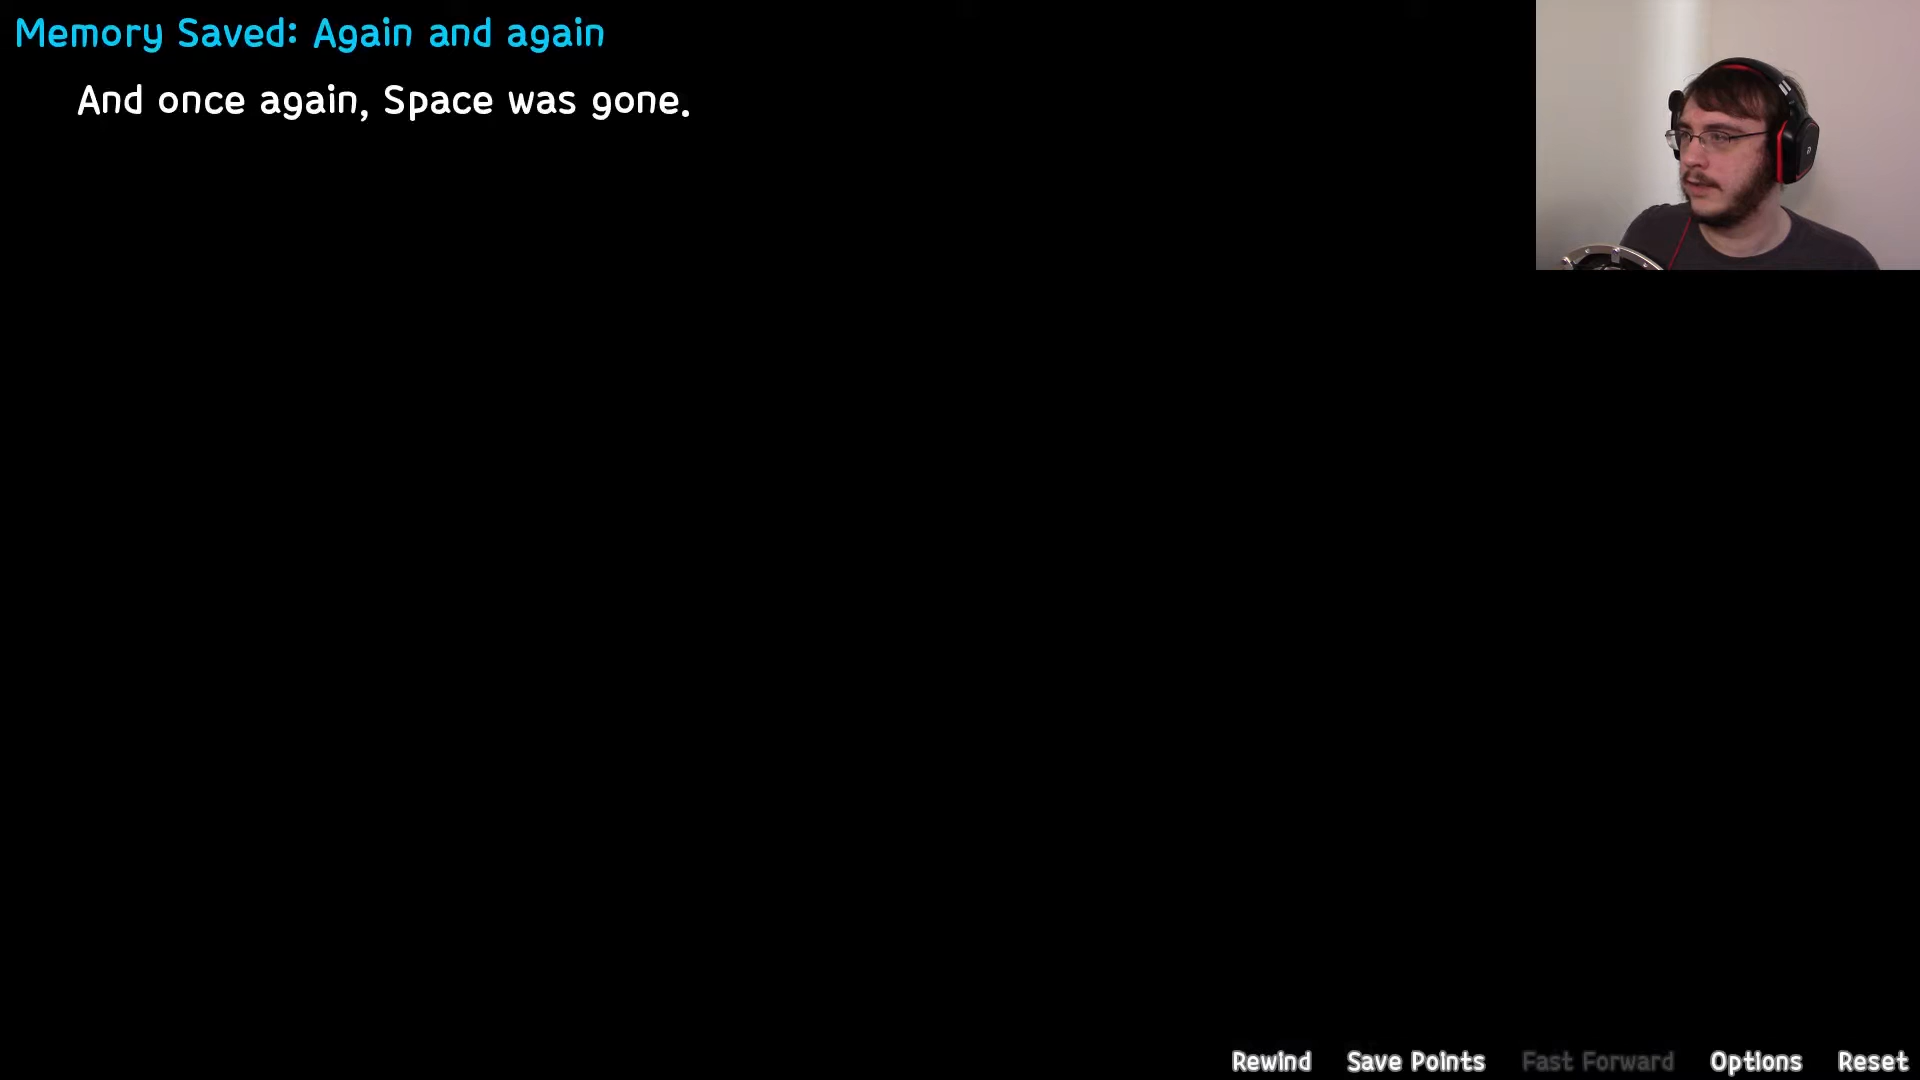 Memory Saved: Again and again
And once again, Space was gone.
Rewind Save Points Fast Forward Options Reset